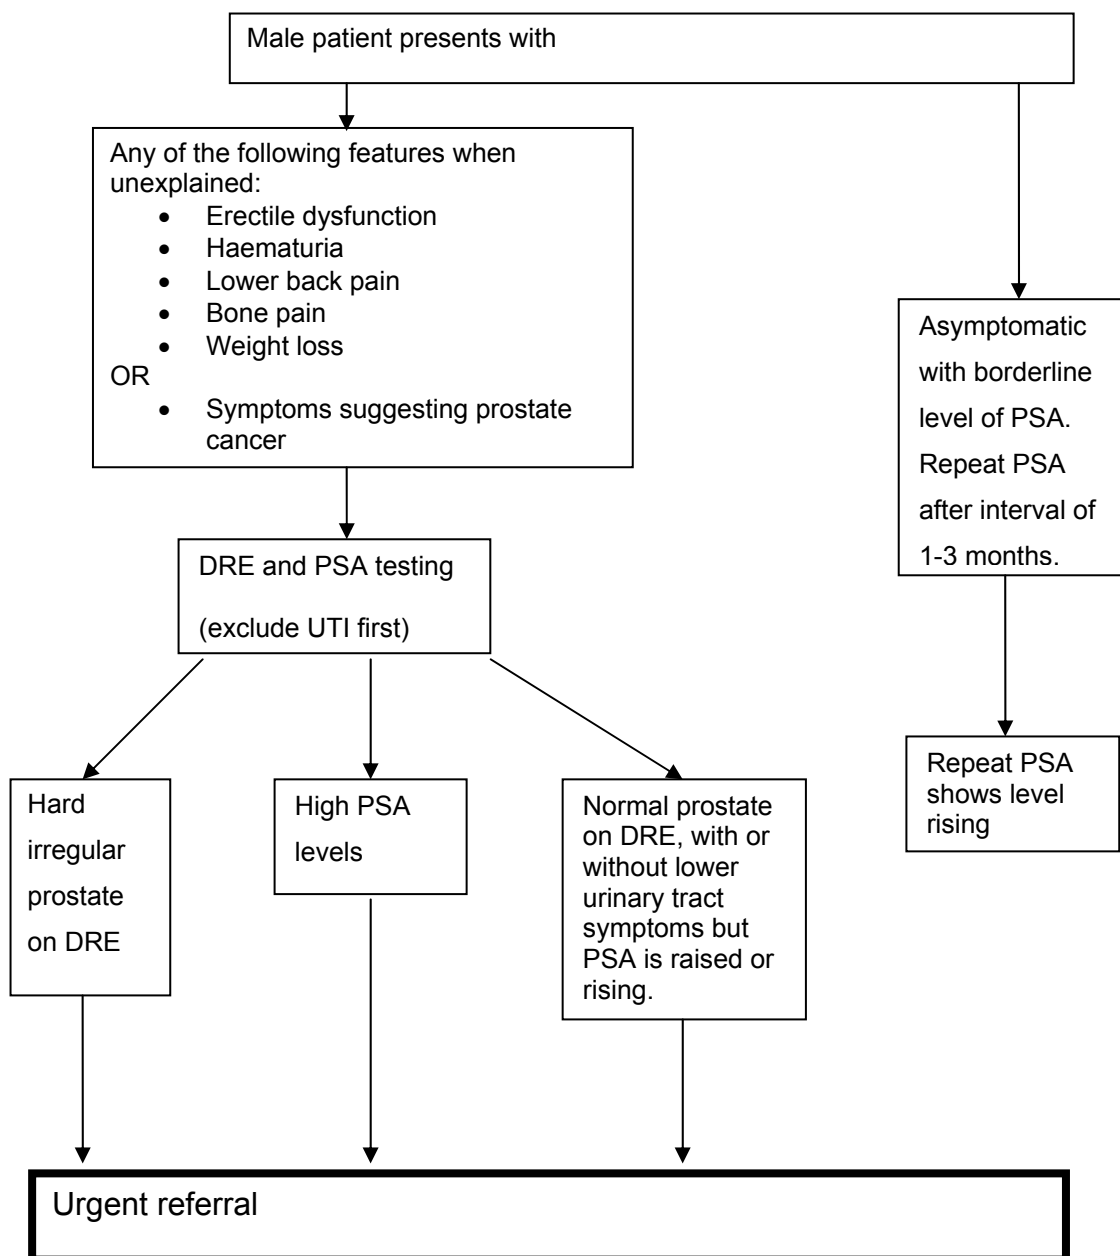 Male patient presents with
Any of the following features when
unexplained:
• Erectile dysfunction
• Haematuria
• Lower back pain
• Bone pain
• Weight loss
OR
• Symptoms suggesting prostate
cancer
Asymptomatic
with borderline
level of PSA.
Repeat PSA
after interval of
1-3 months.
DRE and PSA testing
(exclude UTI first)
Hard
irregular
prostate
on DRE
High PSA
levels
Normal prostate
on DRE, with or
without lower
urinary tract
symptoms but
PSA is raised or
rising.
Repeat PSA
shows level
rising
Urgent referral